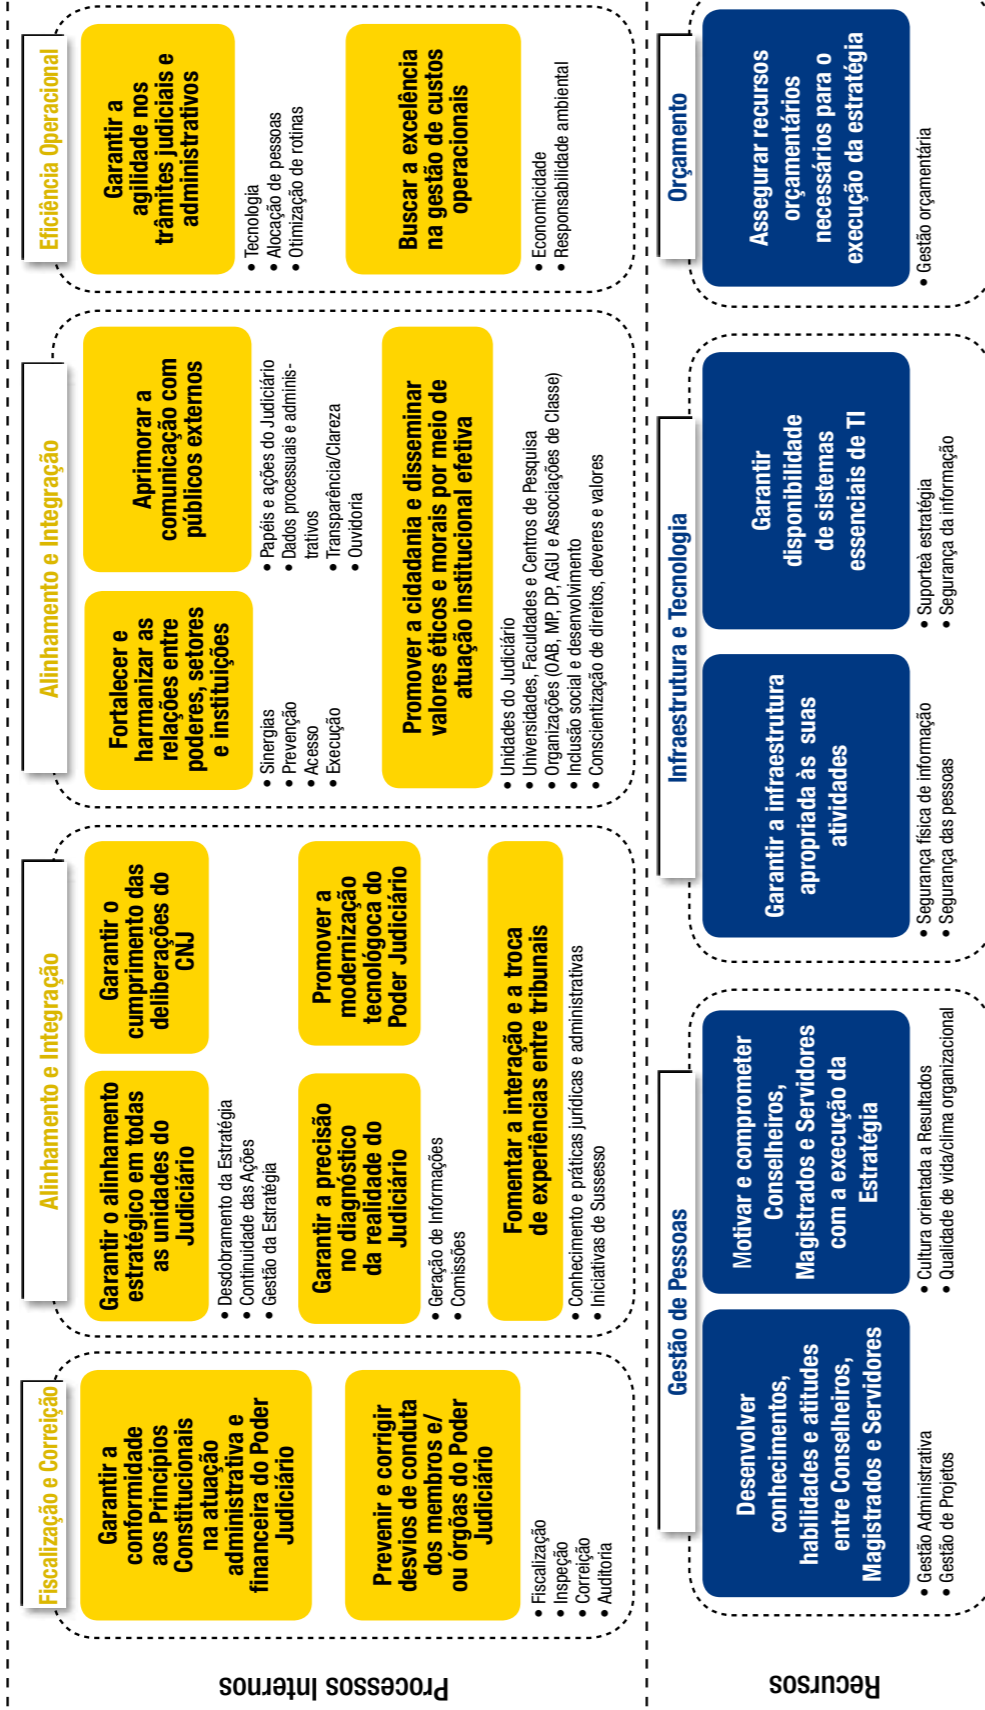 Processos Internos
Fiscalização e Correição
Garantir a
conformidade
aos Princípios
Constitucionais
na atuação
administrativa e
financeira do Poder
Judiciário
Prevenir e corrigir
desvios de conduta
dos membros e/
ou órgãos do Poder
Judiciário
• Fiscalização
• Inspeção
• Correição
• Auditoria
Alinhamento e Integração
Garantir o alinhamento
estratégico em todas
as unidades do
Judiciário
• Desdobramento da Estratégia
• Continuidade das Ações
• Gestão da Estratégia
Garantir o
cumprimento das
deliberações do
CNJ
Garantir a precisão
no diagnóstico
da realidade do
Judiciário
• Geração de Informações
• Comissões
Promover a
modernização
tecnológoca do
Poder Judiciário
Fomentar a interação e a troca
de experiências entre tribunais
• Conhecimento e práticas jurídicas e administrativas
• Iniciativas de Sussesso
Alinhamento e Integração
Fortalecer e
harmanizar as
relações entre
poderes, setores
e instituições
• Sinergias
• Prevenção
• Acesso
• Execução
Aprimorar a
comunicação com
públicos externos
• Papéis e ações do Judiciário
• Dados processuais e adminis-
trativos
• Transparência/Clareza
• Ouvidoria
Promover a cidadania e disseminar
valores éticos e morais por meio de
atuação institucional efetiva
• Unidades do Judiciário
• Universidades, Faculdades e Centros de Pesquisa
• Organizações (OAB, MP, DP, AGU e Associações de Classe)
• Inclusão social e desenvolvimento
• Conscientização de direitos, deveres e valores
Eficiência Operacional
Garantir a
agilidade nos
trâmites judiciais e
administrativos
• Tecnologia
• Alocação de pessoas
• Otimização de rotinas
Buscar a excelência
na gestão de custos
operacionais
• Economicidade
• Responsabilidade ambiental
Recursos
Gestão de Pessoas
Desenvolver
conhecimentos,
habilidades e atitudes
entre Conselheiros,
Magistrados e Servidores
• Gestão Administrativa
• Gestão de Projetos
Motivar e comprometer
Conselheiros,
Magistrados e Servidores
com a execução da
Estratégia
• Cultura orientada a Resultados
• Qualidade de vida/clima organizacional
Infraestrutura e Tecnologia
Garantir a infraestrutura
apropriada às suas
atividades
• Segurança física de informação
• Segurança das pessoas
Garantir
disponibilidade
de sistemas
essenciais de TI
• Suporteà estratégia
• Segurança da informação
Orçamento
Assegurar recursos
orçamentários
necessários para o
execução da estratégia
• Gestão orçamentária